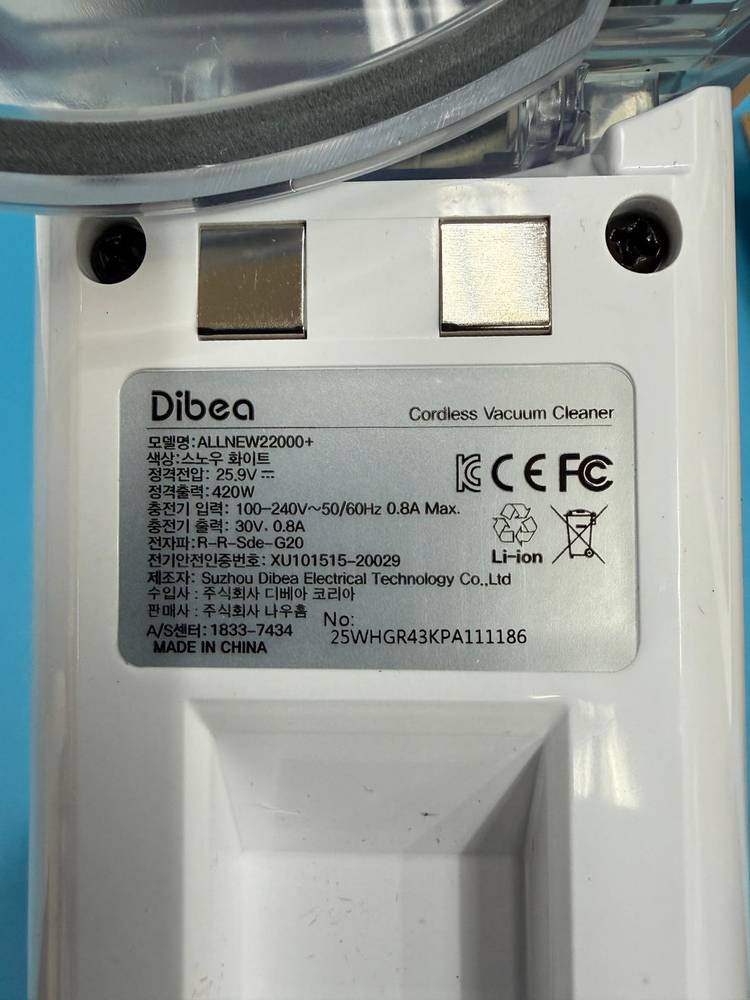 Dibea
Cordless Vacuum Cleaner
모델명:ALLNEW22000+
색상:스노우 화이트
정격전압: 25.9V
정격출력: 420W
충전기 입력: 100-240V~50/60Hz 0.8A Max.
충전기 출력: 30V, 0.8A
전자파:R-R-Sde-G20
전기안전인증번호: XU101515-20029
제조자: Suzhou Dibea Electrical Technology Co.,Ltd
수입사 : 주식회사 디베아 코리아
판매사 : 주식회사 나우홈
A/S센터: 1833-7434
MADE IN CHINA
No:
25WHGR43KPA111186
KC CE FC
Li-ion